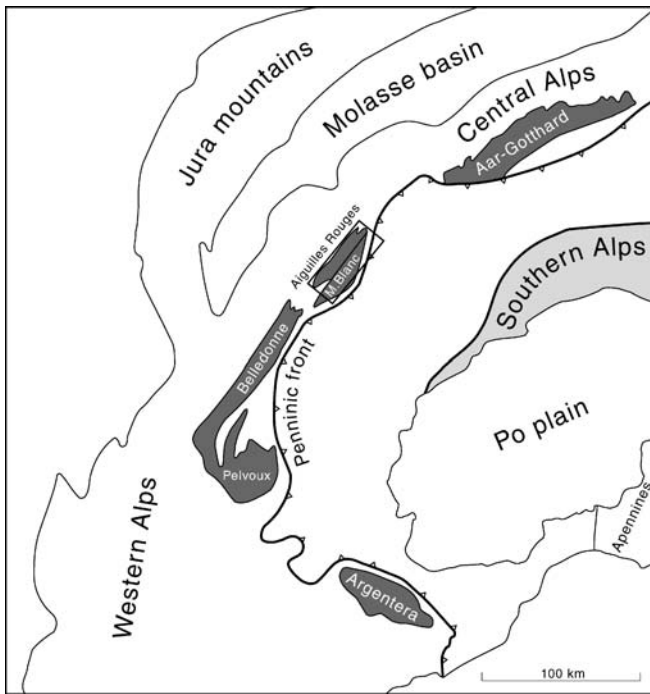 Jura mountains
Molasse basin
Central Alps
Aar-Gotthard
Aiguilles Rouges
M. Blanc
Southern Alps
Belledonne
Penninic front
Po plain
Pelvoux
Western Alps
Apennines
Argentera
100 km